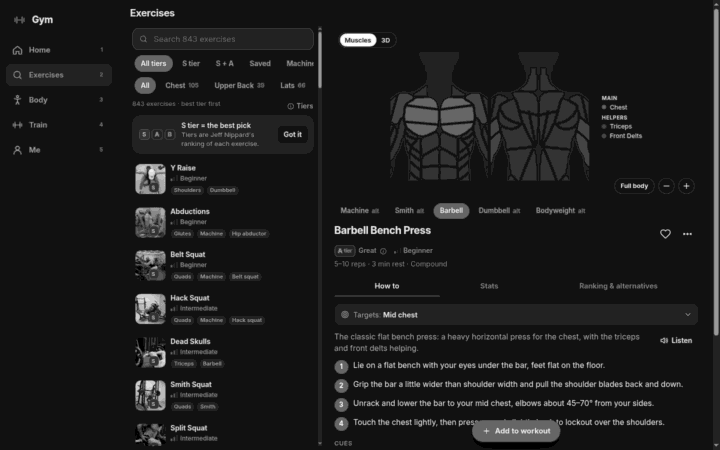 Gym
Home 1
Exercises 2
Body 3
Train 4
Me 5
Exercises
Search 843 exercises
All tiers S tier S + A Saved Machine
All Chest 105 Upper Back 39 Lats 66
843 exercises · best tier first
Tiers
S A B
S tier = the best pick
Tiers are Jeff Nippard's
ranking of each exercise.
Got it
Y Raise
Beginner
Shoulders Dumbbell
Abductions
Beginner
Glutes Machine Hip abductor
Belt Squat
Beginner
Quads Machine Belt squat
Hack Squat
Intermediate
Quads Machine Hack squat
Dead Skulls
Intermediate
Triceps Barbell
Smith Squat
Intermediate
Quads Smith
Split Squat
Intermediate
Muscles 3D
MAIN
Chest
HELPERS
Triceps
Front Delts
Full body − +
Machine alt Smith alt Barbell Dumbbell alt Bodyweight alt
Barbell Bench Press
A tier Great Beginner
5–10 reps · 3 min rest · Compound
How to Stats Ranking & alternatives
Targets: Mid chest
The classic flat bench press: a heavy horizontal press for the chest, with the triceps
and front delts helping.
Listen
1 Lie on a flat bench with your eyes under the bar, feet flat on the floor.
2 Grip the bar a little wider than shoulder width and pull the shoulder blades back and down.
3 Unrack and lower the bar to your mid chest, elbows about 45–70° from your sides.
4 Touch the chest lightly, then press to lockout over the shoulders.
+ Add to workout
CUES